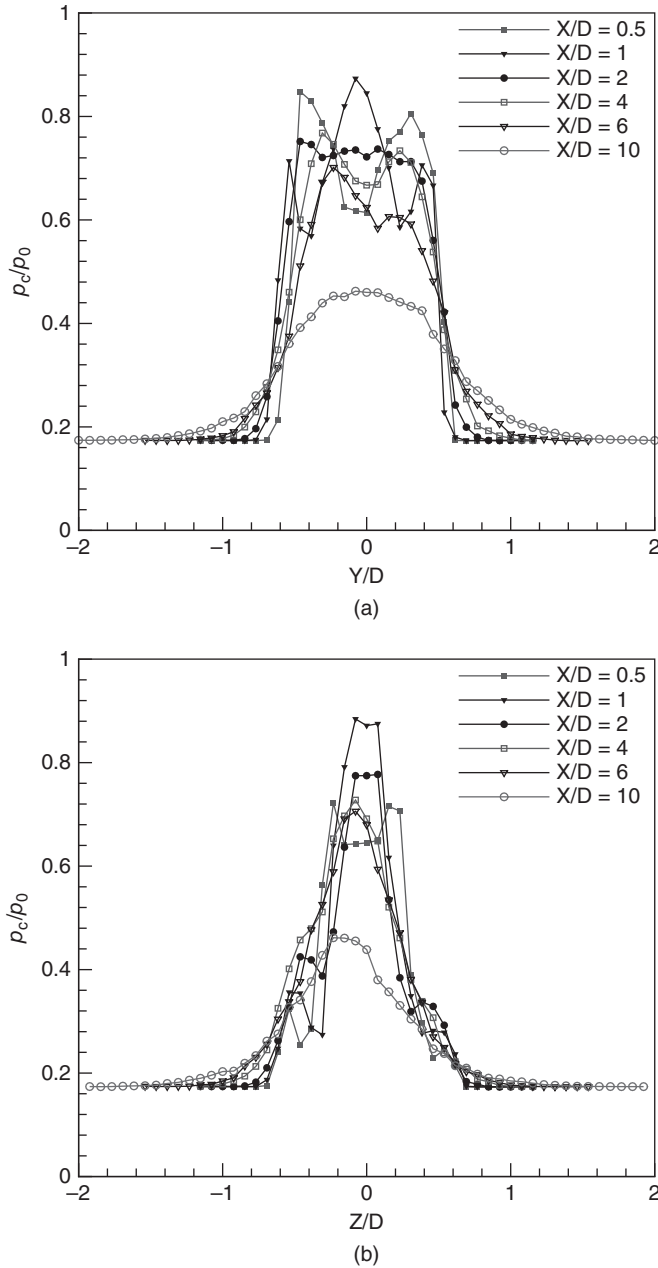 1
0.8
0.6
0.4
0.2
0
pc/p0
−2
−1
0
1
2
Y/D
X/D = 0.5
X/D = 1
X/D = 2
X/D = 4
X/D = 6
X/D = 10
(a)
1
0.8
0.6
0.4
0.2
0
pc/p0
−2
−1
0
1
2
Z/D
X/D = 0.5
X/D = 1
X/D = 2
X/D = 4
X/D = 6
X/D = 10
(b)